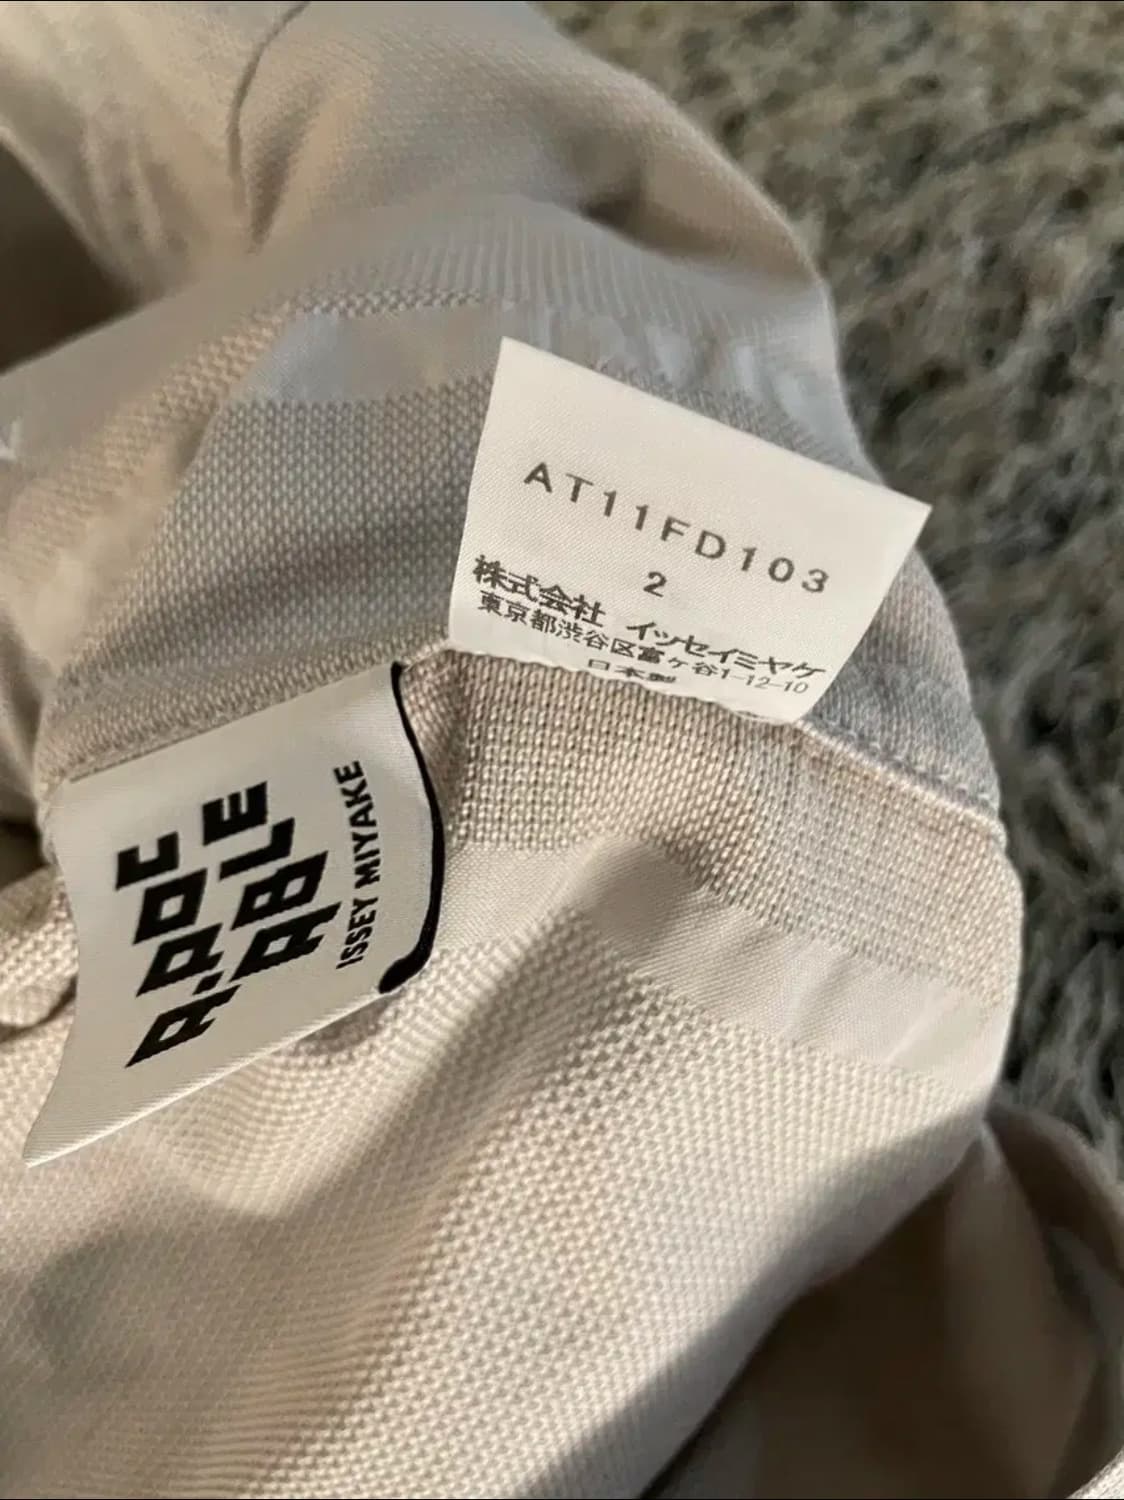 AT11FD103
2
株式会社 イッセイミヤケ
東京都渋谷区富ヶ谷1-12-10
日本製
A.POC
ABLE
ISSEY MIYAKE